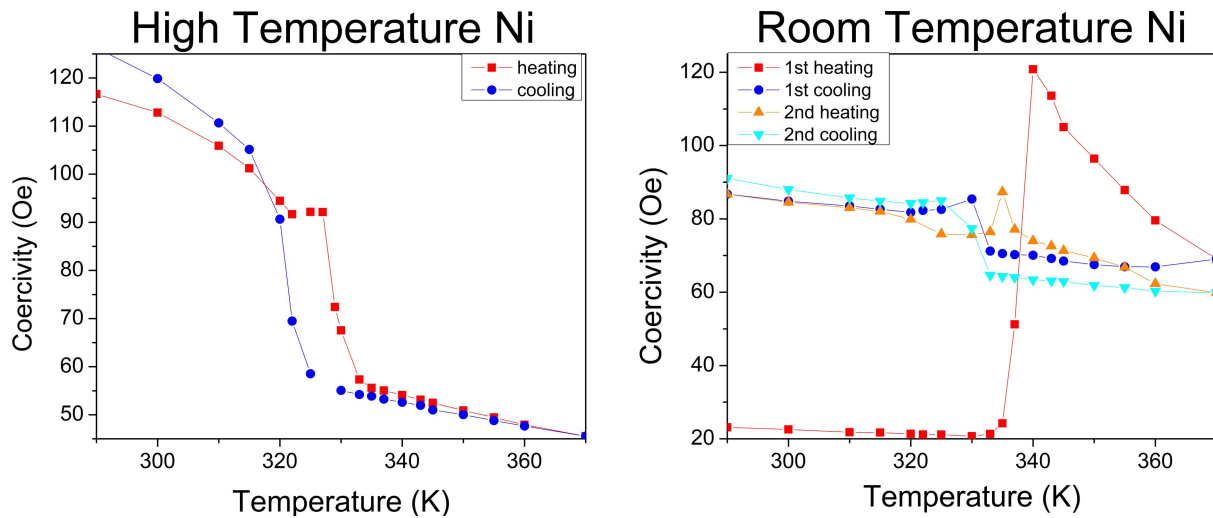 High Temperature Ni
heating
cooling
120
110
100
90
80
70
60
50
Coercivity (Oe)
300
320
340
360
Temperature (K)
Room Temperature Ni
1st heating
1st cooling
2nd heating
2nd cooling
120
100
80
60
40
20
Coercivity (Oe)
300
320
340
360
Temperature (K)